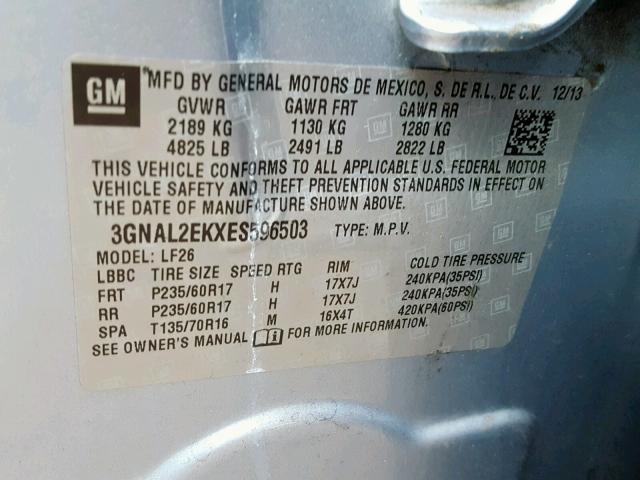 GM
MFD BY GENERAL MOTORS DE MEXICO, S. DE R.L. DE C.V. 12/13
GVWR GAWR FRT GAWR RR
2189 KG 1130 KG 1280 KG
4825 LB 2491 LB 2822 LB
THIS VEHICLE CONFORMS TO ALL APPLICABLE U.S. FEDERAL MOTOR
VEHICLE SAFETY AND THEFT PREVENTION STANDARDS IN EFFECT ON
THE DATE OF MANUFACTURE SHOWN ABOVE.
3GNAL2EKXES596503 TYPE: M.P.V.
MODEL: LF26
LBBC TIRE SIZE SPEED RTG RIM COLD TIRE PRESSURE
FRT P235/60R17 H 17X7J 240KPA(35PSI)
RR P235/60R17 H 17X7J 240KPA(35PSI)
SPA T135/70R16 M 16X4T 420KPA(60PSI)
SEE OWNER'S MANUAL FOR MORE INFORMATION.